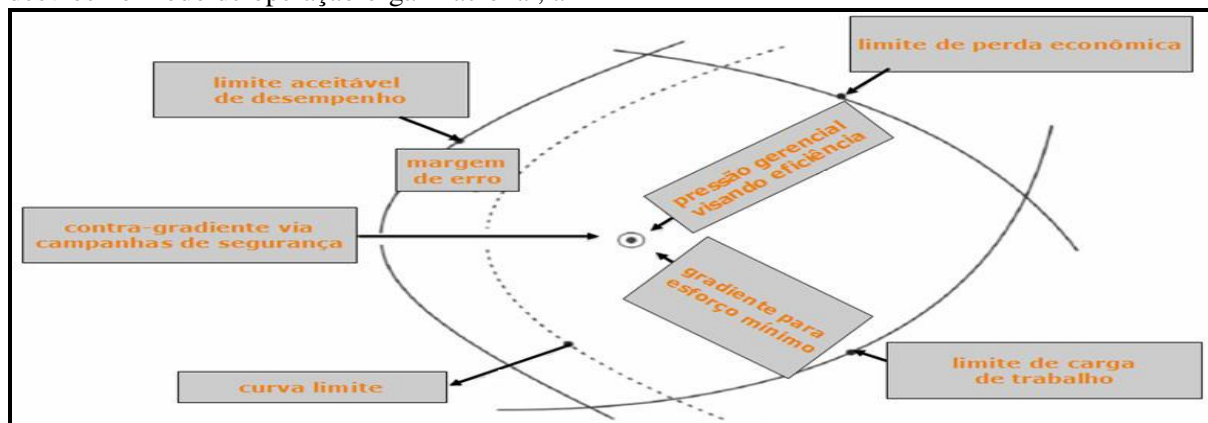 limite de perda econômica
limite aceitável
de desempenho
margem
de erro
pressão gerencial
visando eficiência
contra-gradiente via
campanhas de segurança
gradiente para
esforço mínimo
curva limite
limite de carga
de trabalho